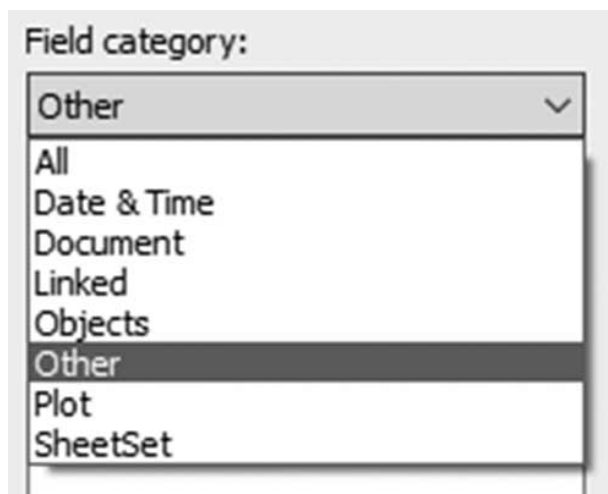 Field category:
Other
All
Date & Time
Document
Linked
Objects
Other
Plot
SheetSet